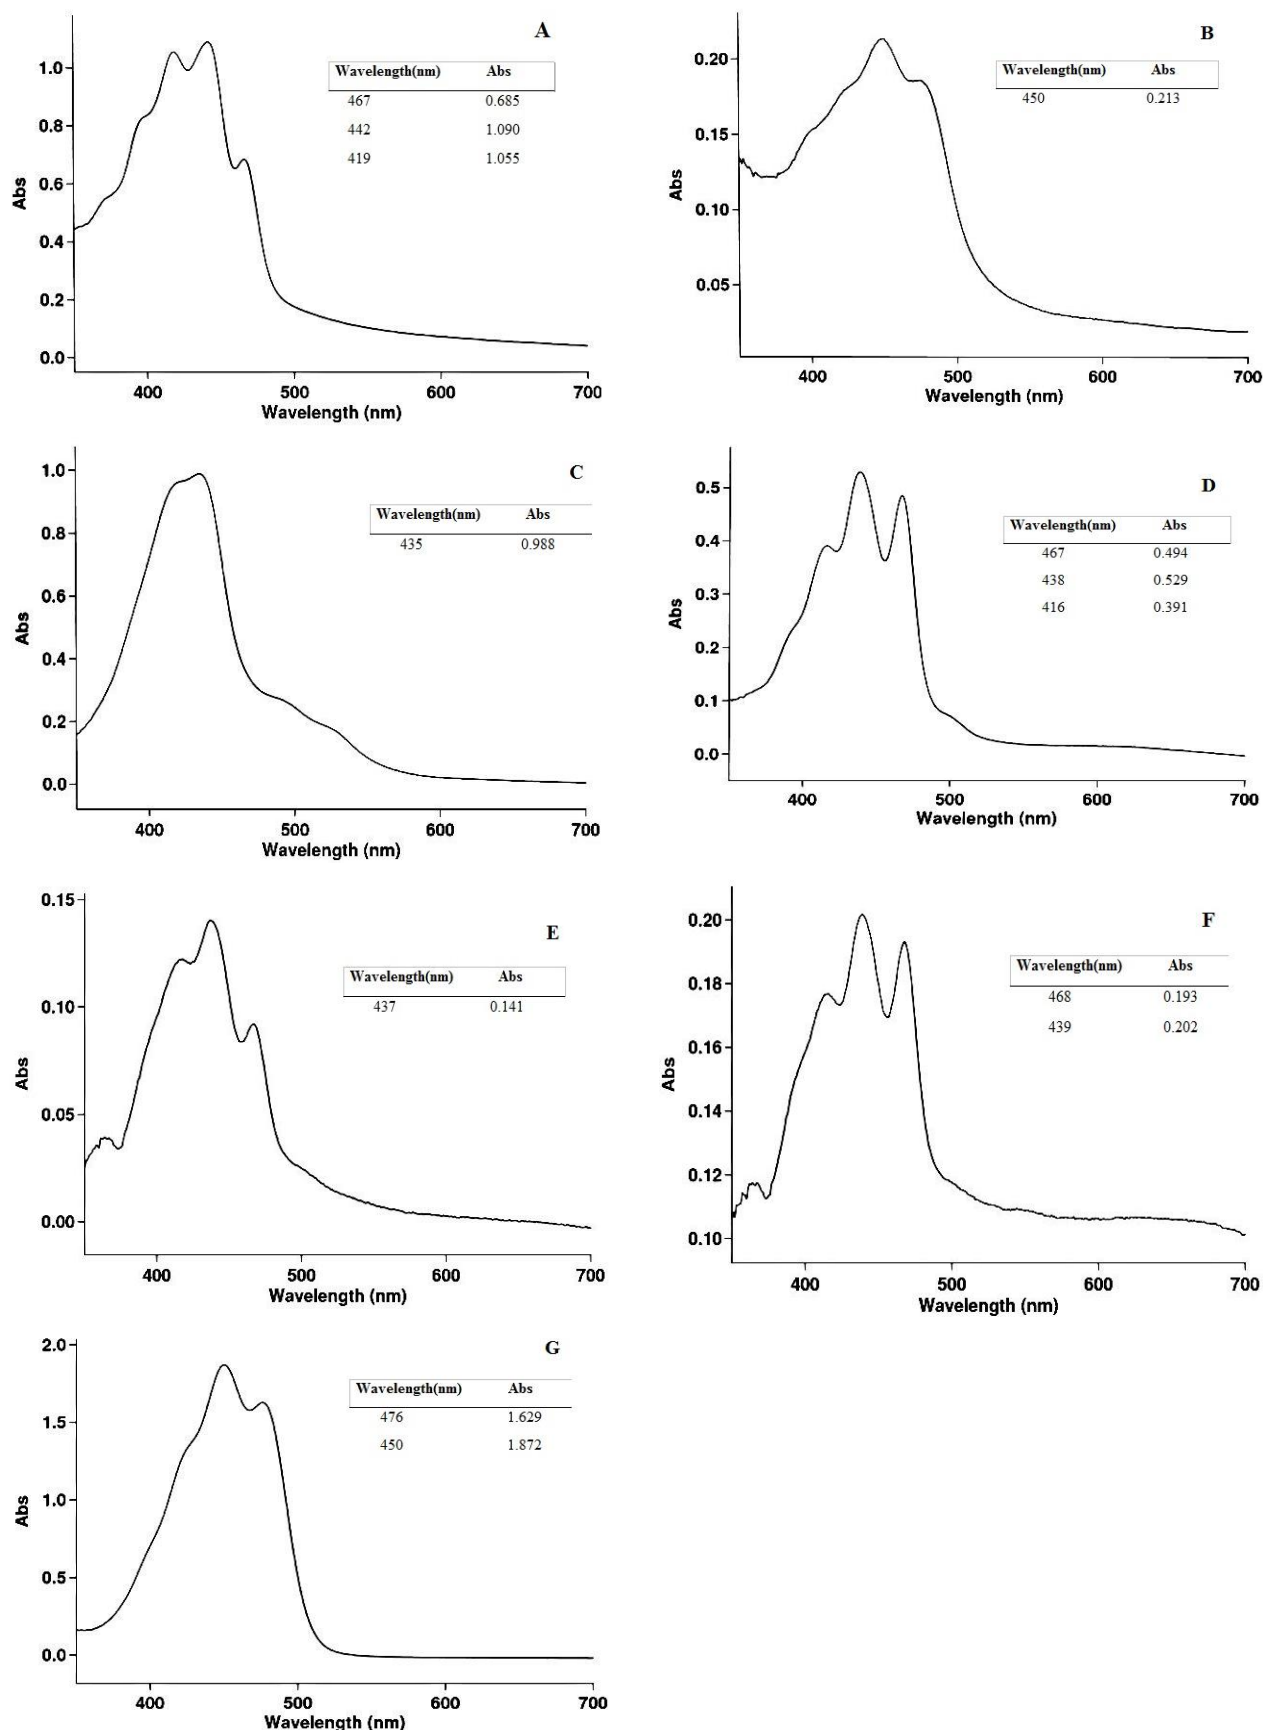 A
Wavelength(nm) Abs
467 0.685
442 1.090
419 1.055
1.0
0.8
0.6
0.4
0.2
0.0
Abs
400 500 600 700
Wavelength (nm)
B
Wavelength(nm) Abs
450 0.213
0.20
0.15
0.10
0.05
Abs
400 500 600 700
Wavelength (nm)
C
Wavelength(nm) Abs
435 0.988
1.0
0.8
0.6
0.4
0.2
0.0
Abs
400 500 600 700
Wavelength (nm)
D
Wavelength(nm) Abs
467 0.494
438 0.529
416 0.391
0.5
0.4
0.3
0.2
0.1
0.0
Abs
400 500 600 700
Wavelength (nm)
E
Wavelength(nm) Abs
437 0.141
0.15
0.10
0.05
0.00
Abs
400 500 600 700
Wavelength (nm)
F
Wavelength(nm) Abs
468 0.193
439 0.202
0.20
0.18
0.16
0.14
0.12
0.10
Abs
400 500 600 700
Wavelength (nm)
G
Wavelength(nm) Abs
476 1.629
450 1.872
2.0
1.5
1.0
0.5
0.0
Abs
400 500 600 700
Wavelength (nm)